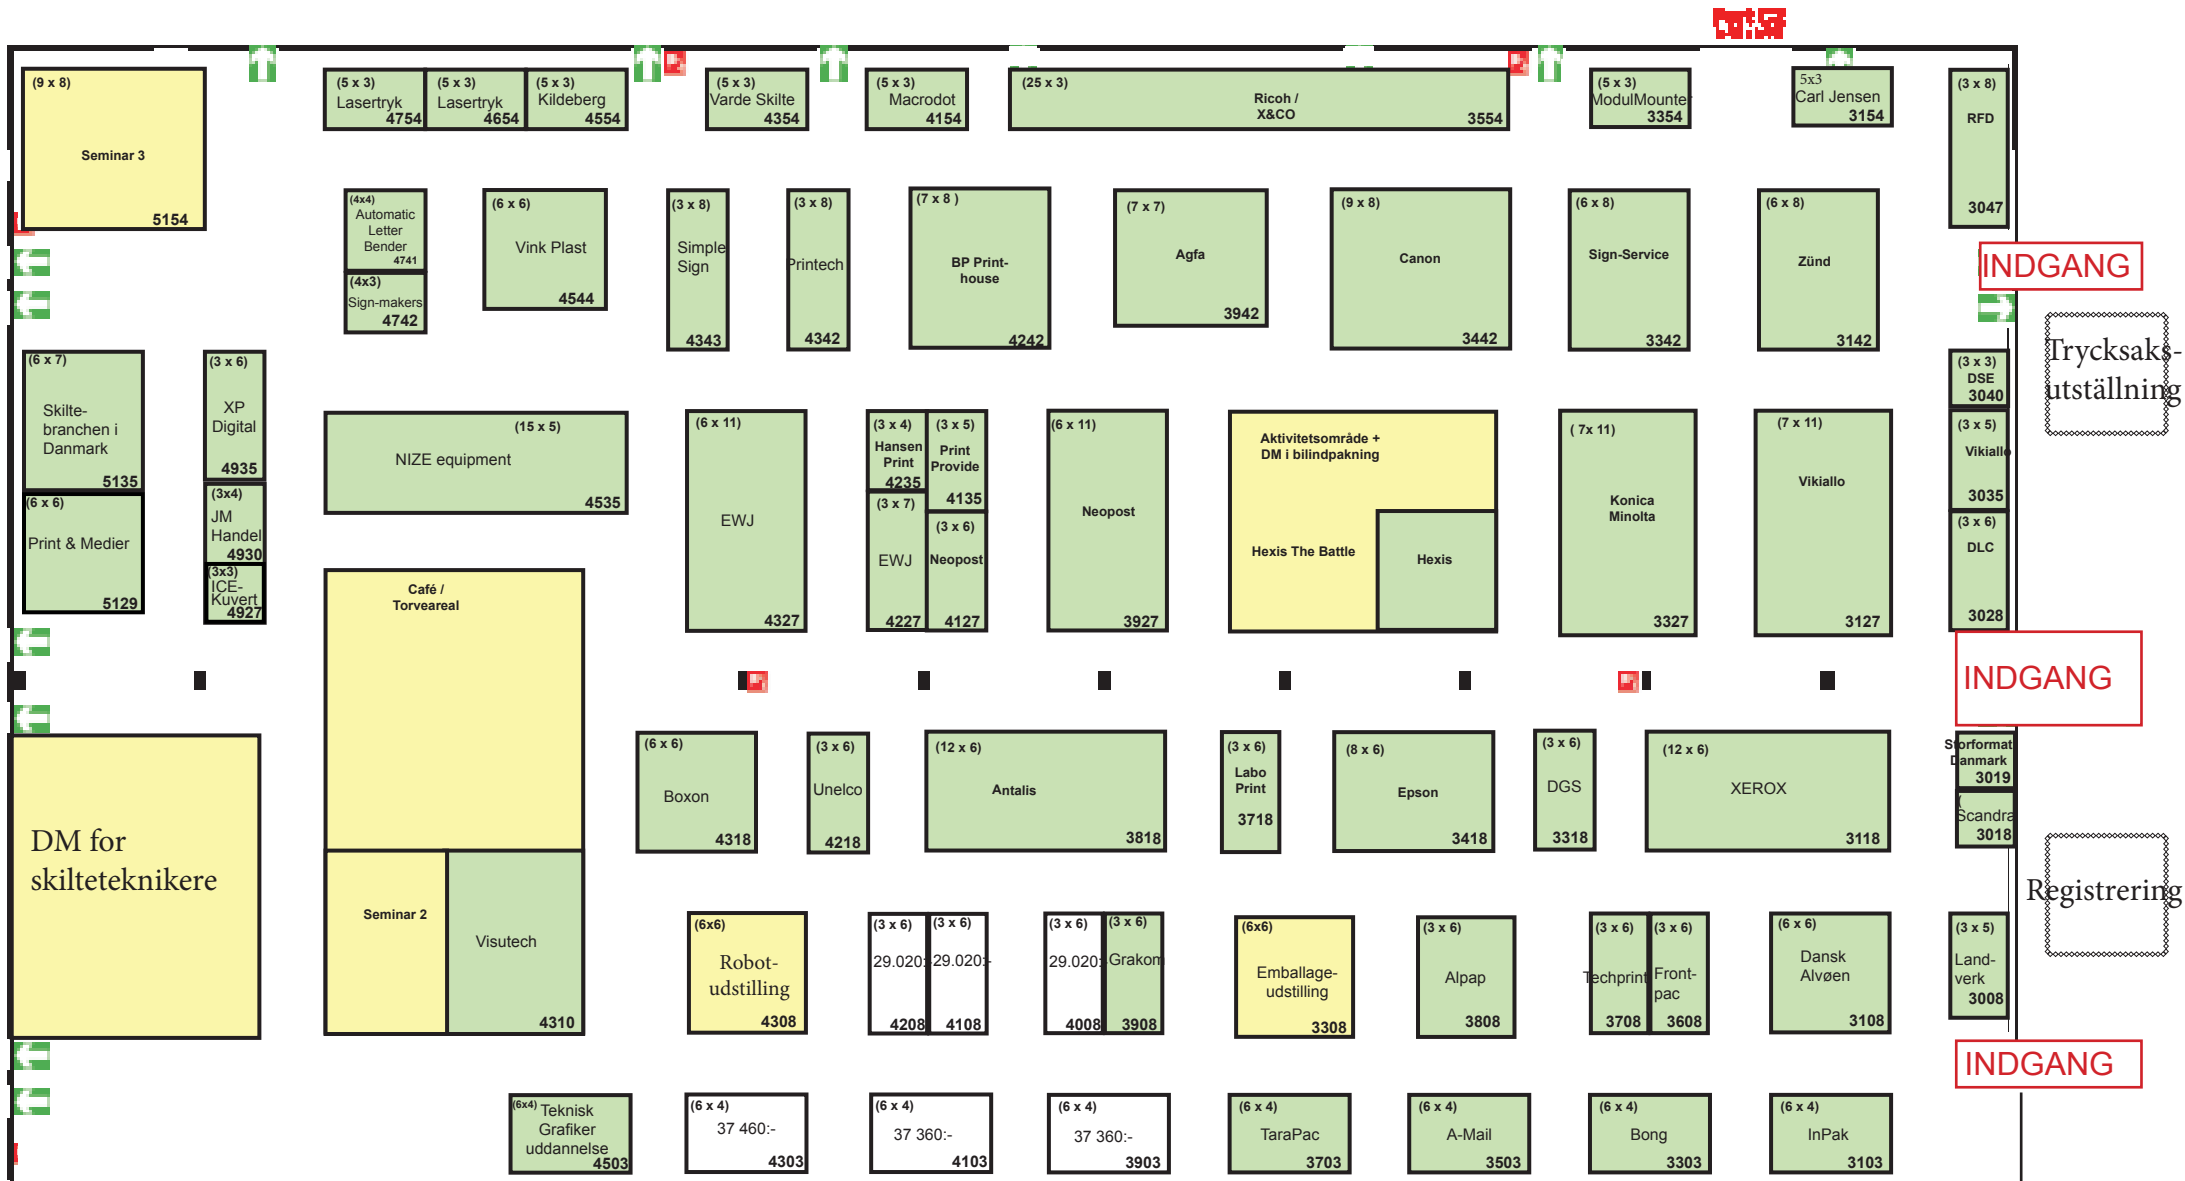 (9 x 8)
Seminar 3
5154
(5 x 3)
Lasertryk
4754
(5 x 3)
Lasertryk
4654
(5 x 3)
Kildeberg
4554
(5 x 3)
Varde Skilte
4354
(5 x 3)
Macrodot
4154
(25 x 3)
Ricoh /
X&CO
3554
(5 x 3)
ModulMounter
3354
5x3
Carl Jensen
3154
(3 x 8)
RFD
3047
(4x4)
Automatic
Letter
Bender
4741
(4x3)
Sign-makers
4742
(6 x 6)
Vink Plast
4544
(3 x 8)
Simple
Sign
4343
(3 x 8)
Printech
4342
(7 x 8 )
BP Print-
house
4242
(7 x 7)
Agfa
3942
(9 x 8)
Canon
3442
(6 x 8)
Sign-Service
3342
(6 x 8)
Zünd
3142
INDGANG
Trycksaks-
utställning
(6 x 7)
Skilte-
branchen i
Danmark
5135
(6 x 6)
Print & Medier
5129
(3 x 6)
XP
Digital
4935
(3x4)
JM
Handel
4930
(3x3)
ICE-
Kuvert
4927
(15 x 5)
NIZE equipment
4535
(6 x 11)
EWJ
4327
(3 x 4)
Hansen
Print
4235
(3 x 5)
Print
Provide
4135
(3 x 7)
EWJ
4227
(3 x 6)
Neopost
4127
(6 x 11)
Neopost
3927
Aktivitetsområde +
DM i bilindpakning
Hexis The Battle
Hexis
( 7x 11)
Konica
Minolta
3327
(7 x 11)
Vikiallo
3127
(3 x 3)
DSE
3040
(3 x 5)
Vikiallo
3035
(3 x 6)
DLC
3028
INDGANG
Café /
Torveareal
DM for
skilteteknikere
Seminar 2
Visutech
4310
(6 x 6)
Boxon
4318
(3 x 6)
Unelco
4218
(12 x 6)
Antalis
3818
(3 x 6)
Labo
Print
3718
(8 x 6)
Epson
3418
(3 x 6)
DGS
3318
(12 x 6)
XEROX
3118
Storformat
Danmark
3019
(
Scandra
3018
Registrering
(6x6)
Robot-
udstilling
4308
(3 x 6)
29.020:-
4208
(3 x 6)
29.020:-
4108
(3 x 6)
29.020:-
4008
(3 x 6)
Grakom
3908
(6x6)
Emballage-
udstilling
3308
(3 x 6)
Alpap
3808
(3 x 6)
Techprint
3708
(3 x 6)
Front-
pac
3608
(6 x 6)
Dansk
Alvøen
3108
(3 x 5)
Land-
verk
3008
INDGANG
(6x4)
Teknisk
Grafiker
uddannelse
4503
(6 x 4)
37 460:-
4303
(6 x 4)
37 360:-
4103
(6 x 4)
37 360:-
3903
(6 x 4)
TaraPac
3703
(6 x 4)
A-Mail
3503
(6 x 4)
Bong
3303
(6 x 4)
InPak
3103